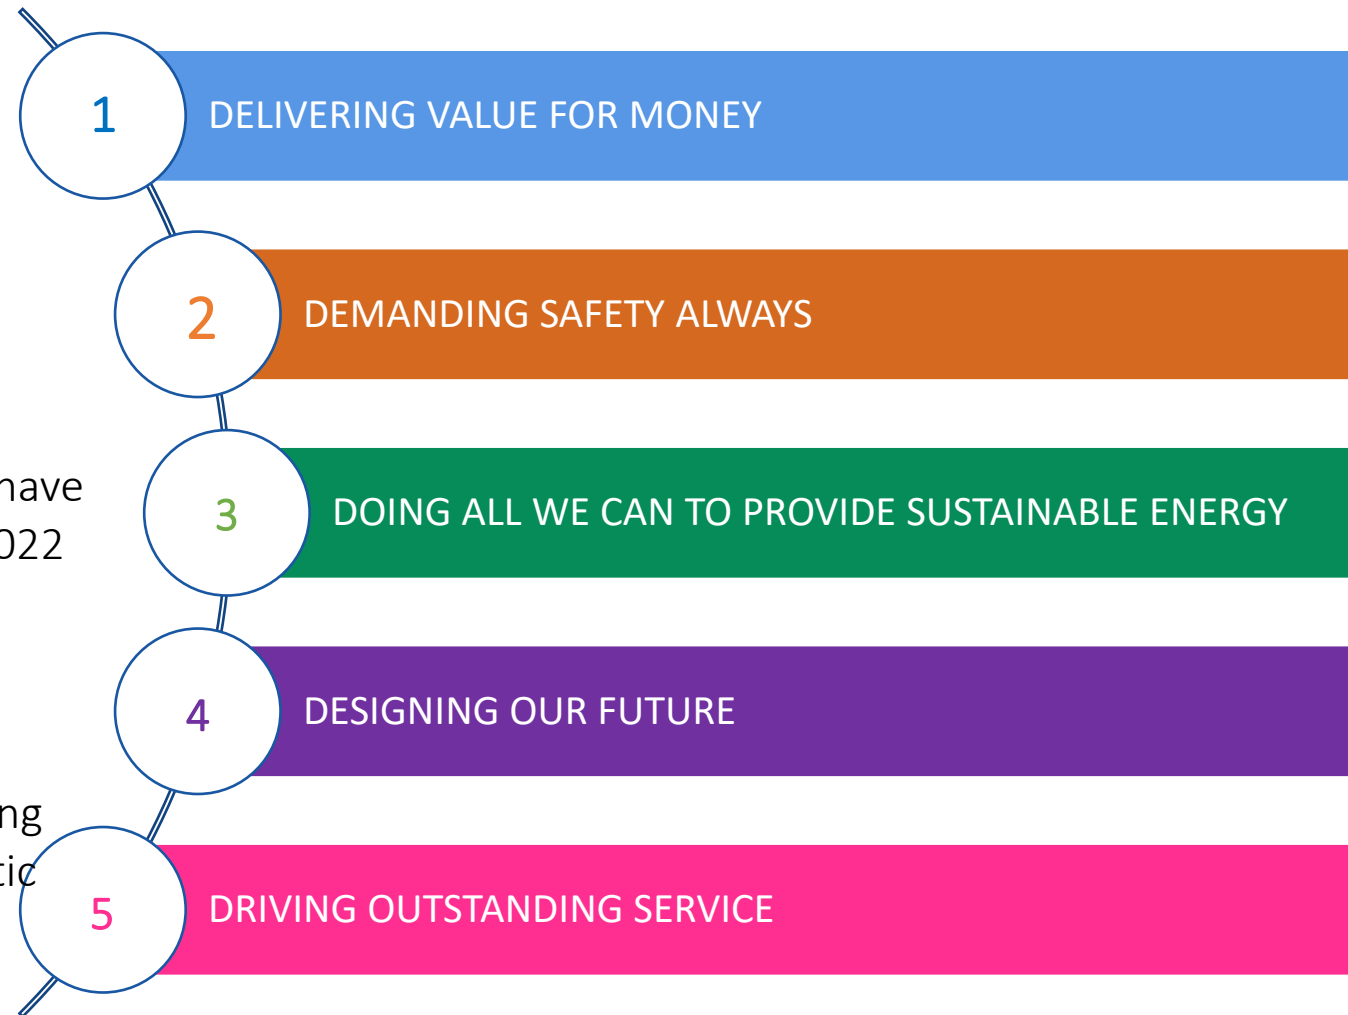 1
DELIVERING VALUE FOR MONEY
2
DEMANDING SAFETY ALWAYS
have
022
3
DOING ALL WE CAN TO PROVIDE SUSTAINABLE ENERGY
4
DESIGNING OUR FUTURE
ng
tic
5
DRIVING OUTSTANDING SERVICE